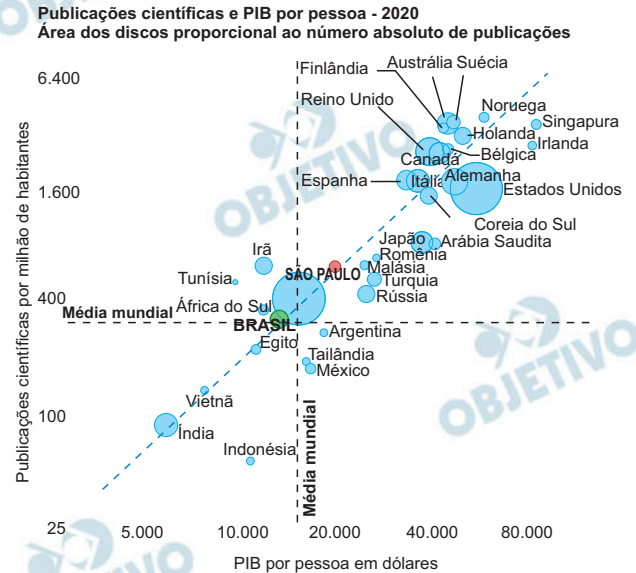 Publicações científicas e PIB por pessoa - 2020
Área dos discos proporcional ao número absoluto de publicações
Publicações científicas por milhão de habitantes
6.400
1.600
400
100
25
Finlândia
Austrália Suécia
Reino Unido
Noruega
Singapura
Holanda
Irlanda
Canadá
Bélgica
Espanha
Itália
Alemanha
Estados Unidos
Coreia do Sul
Japão
Arábia Saudita
Irã
Romênia
SÃO PAULO
Malásia
Tunísia
Turquia
África do Sul
Rússia
Média mundial
BRASIL
Argentina
Egito
Tailândia
México
Vietnã
Índia
Indonésia
Média mundial
5.000
10.000
20.000
40.000
80.000
PIB por pessoa em dólares
OBJETIVO
OBJETIVO
OBJETIVO